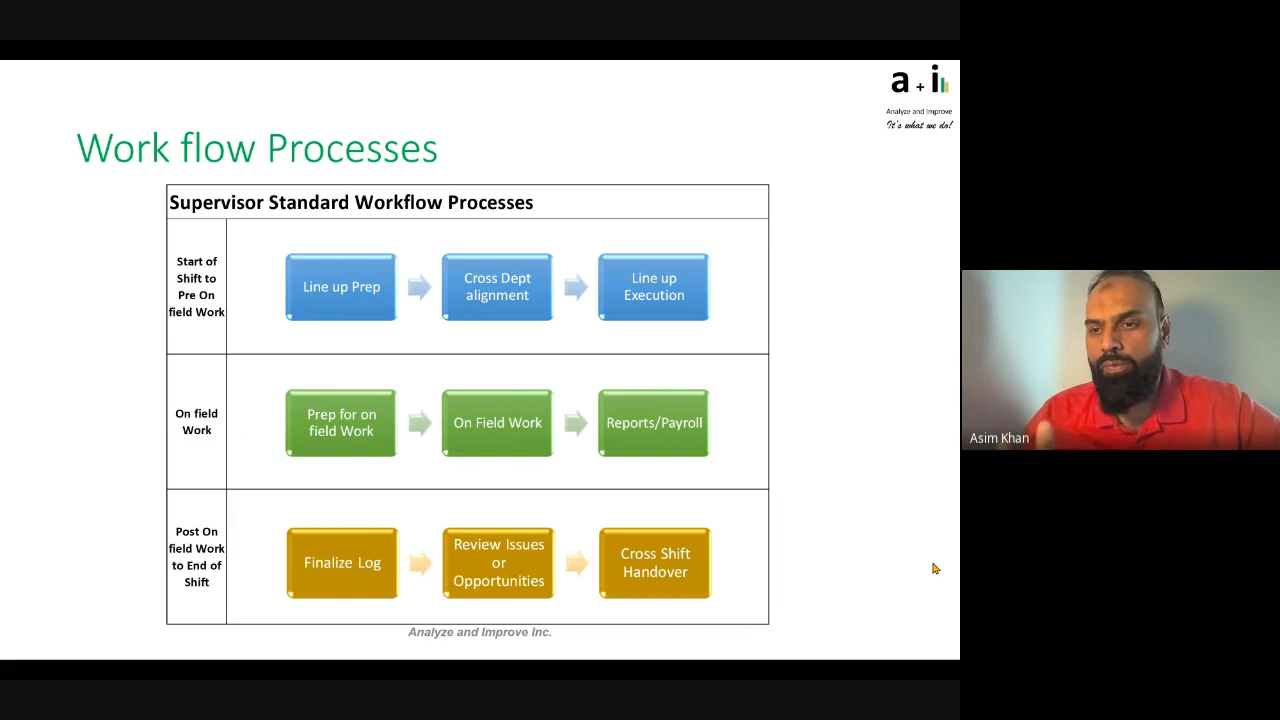 a + i
Analyze and Improve
It's what we do!
Work flow Processes
Supervisor Standard Workflow Processes
Start of
Shift to
Pre On
field Work
Line up Prep
Cross Dept
alignment
Line up
Execution
On field
Work
Prep for on
field Work
On Field Work
Reports/Payroll
Post On
field Work
to End of
Shift
Finalize Log
Review Issues
or
Opportunities
Cross Shift
Handover
Analyze and Improve Inc.
Asim Khan